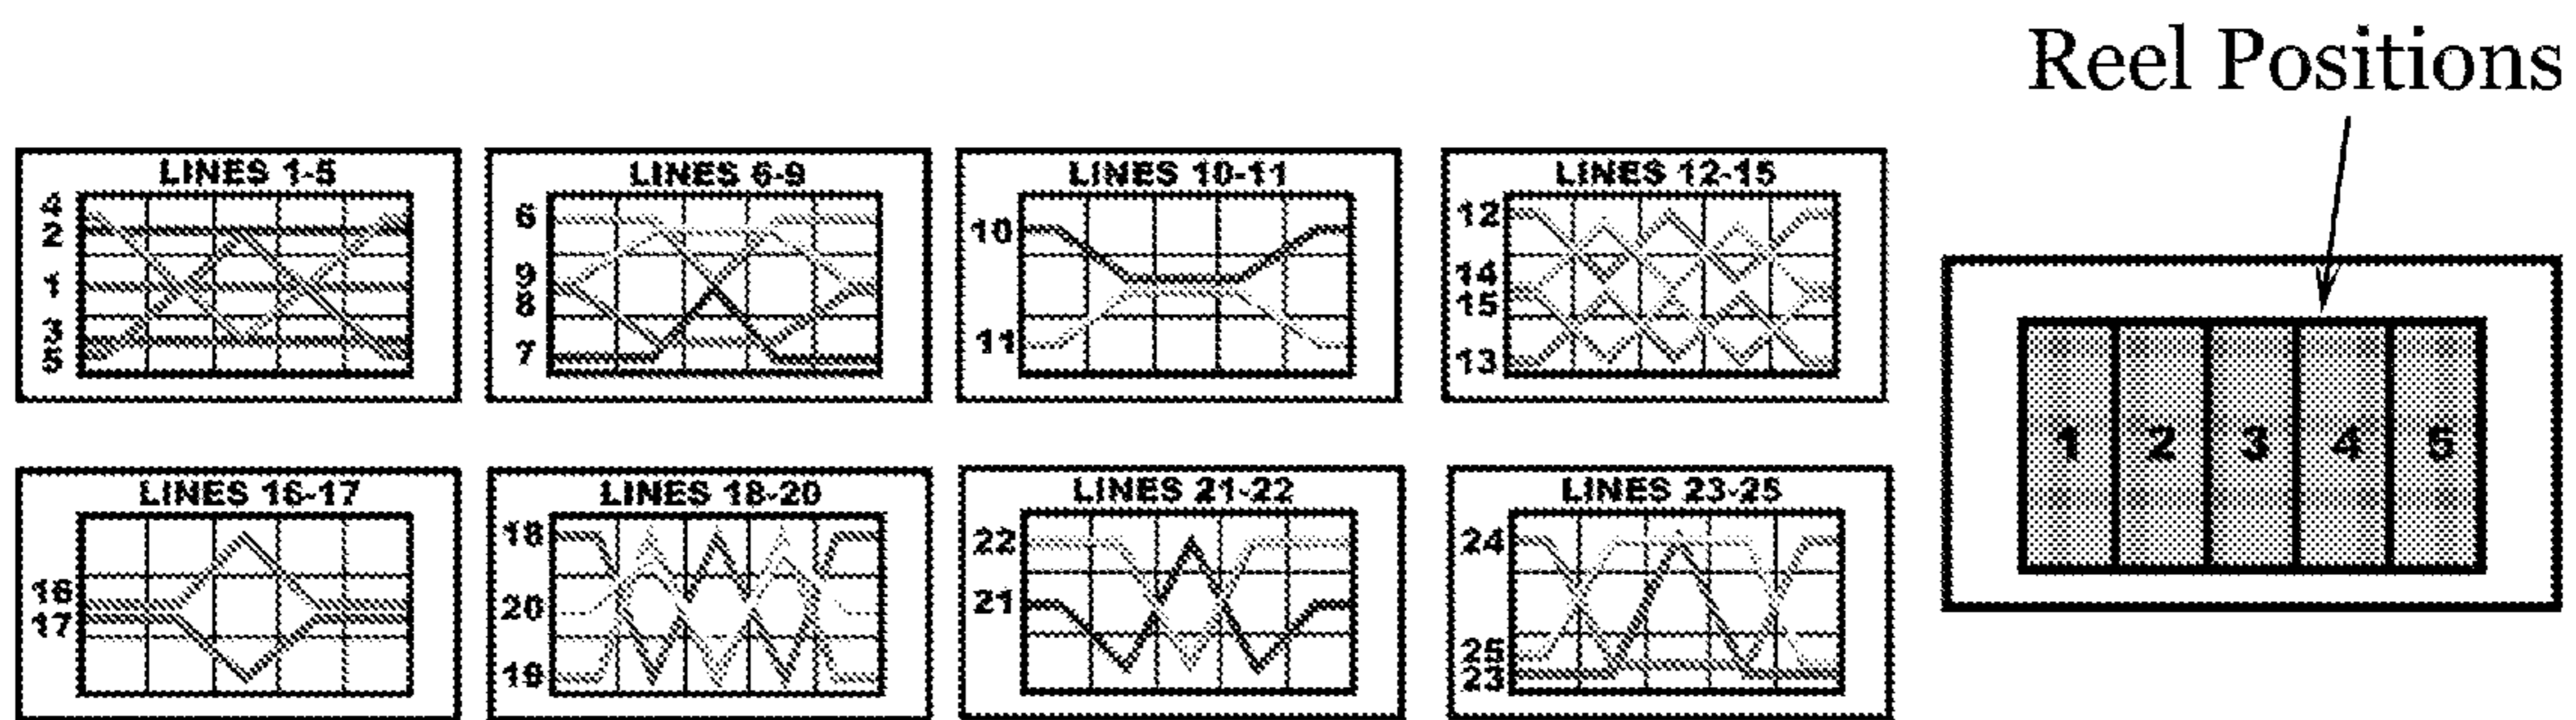 Reel Positions
LINES 1-5
4
2
1
3
5
LINES 6-9
6
9
8
7
LINES 10-11
10
11
LINES 12-15
12
14
15
13
1 2 3 4 5
LINES 16-17
16
17
LINES 18-20
18
20
19
LINES 21-22
22
21
LINES 23-25
24
25
23